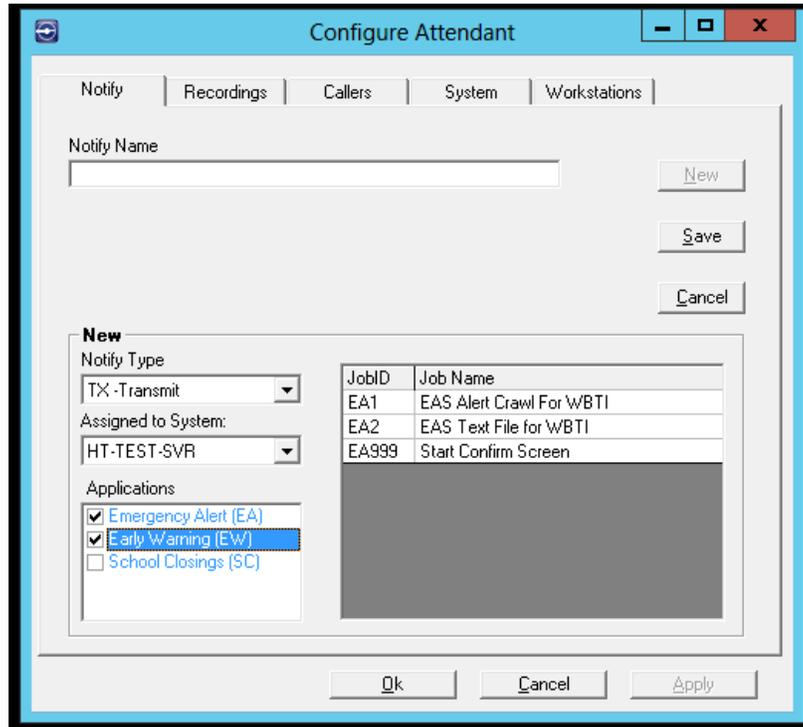 Configure Attendant
Notify
Recordings
Callers
System
Workstations
Notify Name
New
Save
Cancel
New
Notify Type
TX -Transmit
Assigned to System:
HT-TEST-SVR
Applications
Emergency Alert (EA)
Early Warning (EW)
School Closings (SC)
JobID Job Name
EA1 EAS Alert Crawl For WBTI
EA2 EAS Text File for WBTI
EA999 Start Confirm Screen
Ok
Cancel
Apply